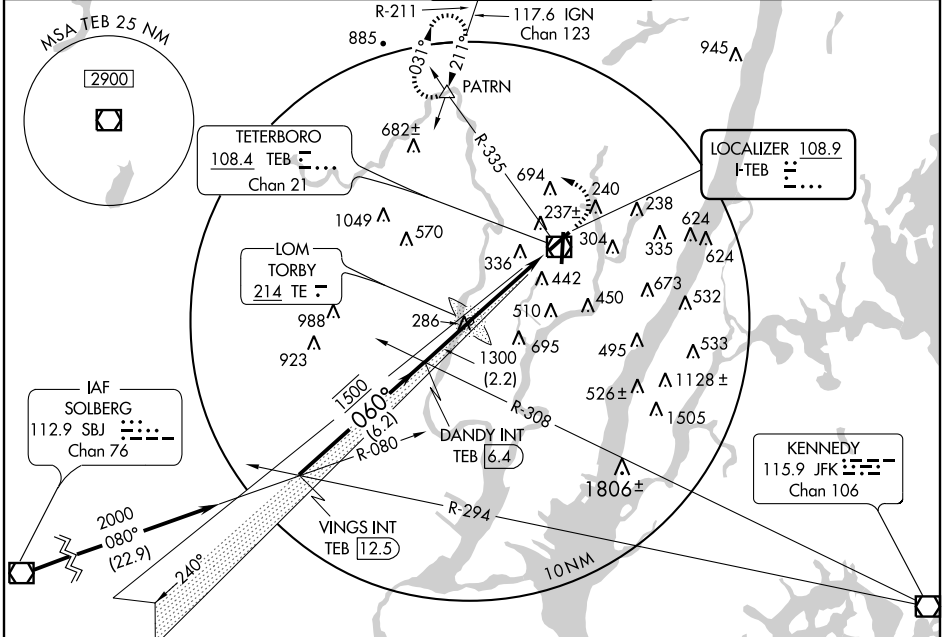 MSA TEB 25 NM
2900
R-211
117.6 IGN
Chan 123
885
031°
211°
PATRN
945
682±
TETERBORO
108.4 TEB
Chan 21
R-335
LOCALIZER 108.9
I-TEB
694
240
237±
238
624
1049
570
304
335
624
336
LOM
TORBY
214 TE
442
673
532
510
450
988
286
923
1300
(2.2)
695
495
533
1500
060°
(6.2)
526±
1128±
1505
IAF
SOLBERG
112.9 SBJ
Chan 76
R-308
R-080
DANDY INT
TEB 6.4
KENNEDY
115.9 JFK
Chan 106
1806±
R-294
2000
080°
(22.9)
VINGS INT
TEB 12.5
240°
10 NM